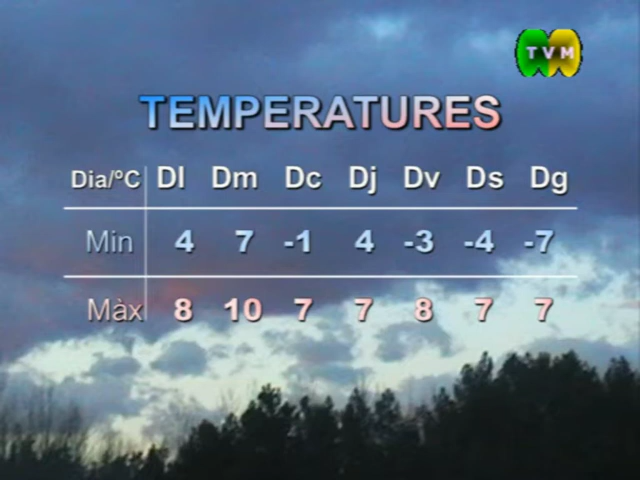 TVM
TEMPERATURES
Dia/ºC Dl Dm Dc Dj Dv Ds Dg
Min 4 7 -1 4 -3 -4 -7
Màx 8 10 7 7 8 7 7